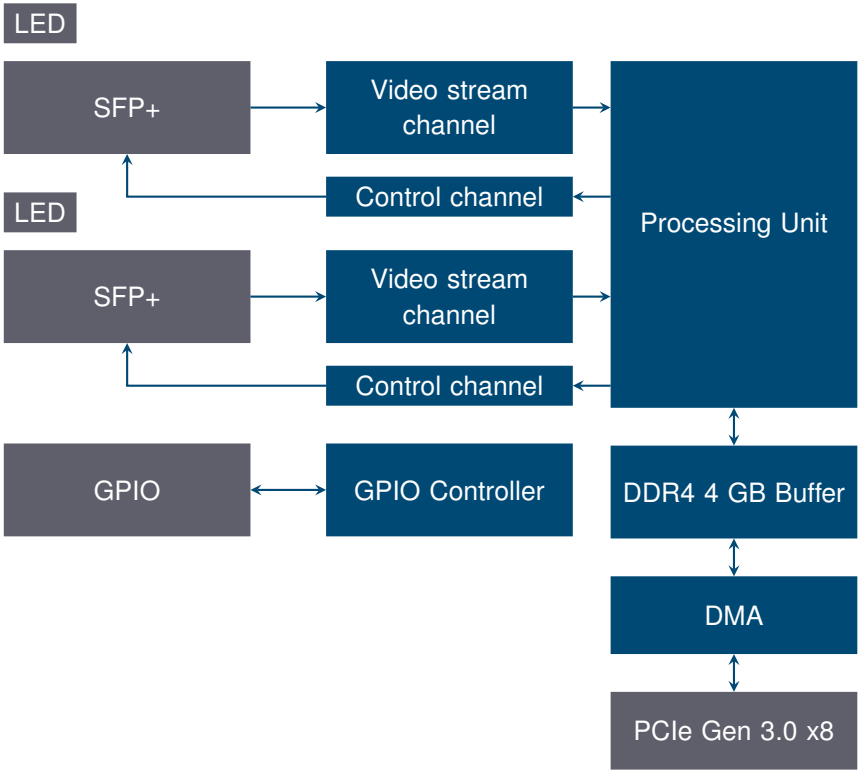 LED
SFP+
Video stream
channel
Control channel
Processing Unit
LED
SFP+
Video stream
channel
Control channel
GPIO
GPIO Controller
DDR4 4 GB Buffer
DMA
PCIe Gen 3.0 x8